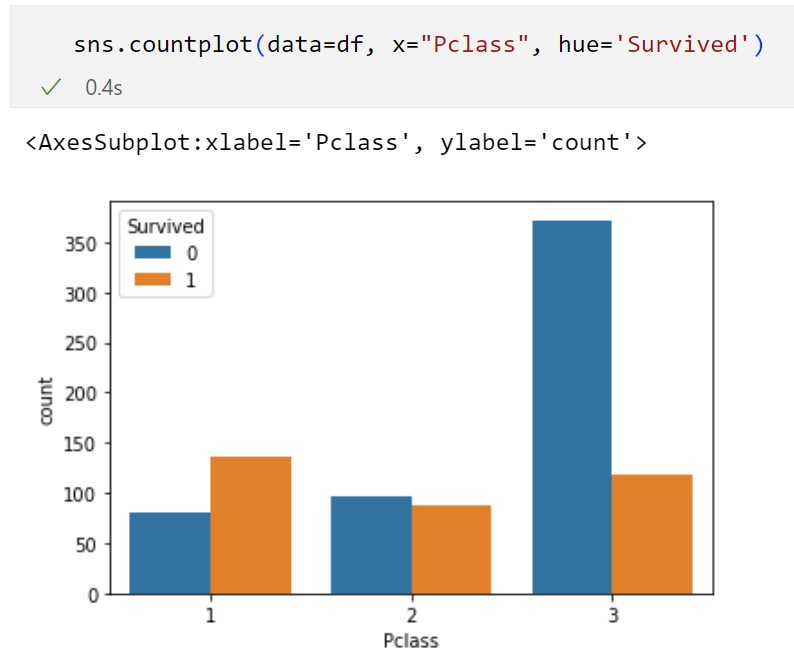 sns.countplot(data=df, x="Pclass", hue='Survived')
0.4s
<AxesSubplot:xlabel='Pclass', ylabel='count'>
Survived
0
1
350
300
250
200
150
100
50
0
count
1 2 3
Pclass